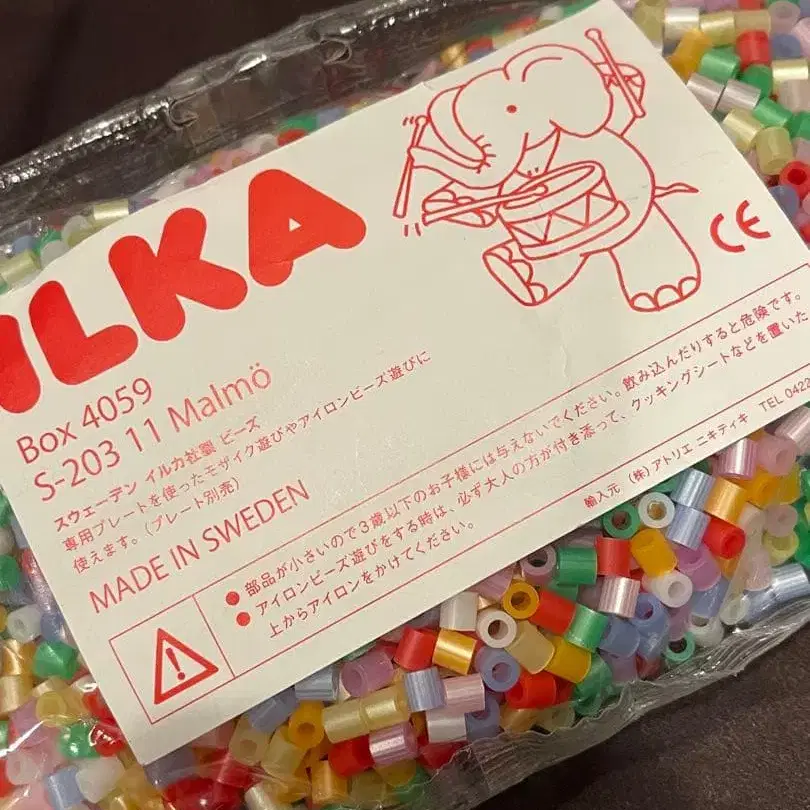 ILKA
Box 4059
S-203 11 Malmö
スウェーデン イルカ社製 ビーズ
専用プレートを使ったモザイク遊びやアイロンビーズ遊びに
使えます。（プレート別売）
MADE IN SWEDEN
CE
● 部品が小さいので3歳以下のお子様には与えないでください。飲み込んだりすると危険です。
● アイロンビーズ遊びをする時は、必ず大人の方が付き添って、クッキングシートなどを置いた
上からアイロンをかけてください。
輸入元 （株）アトリエ ニキティキ TEL 0422